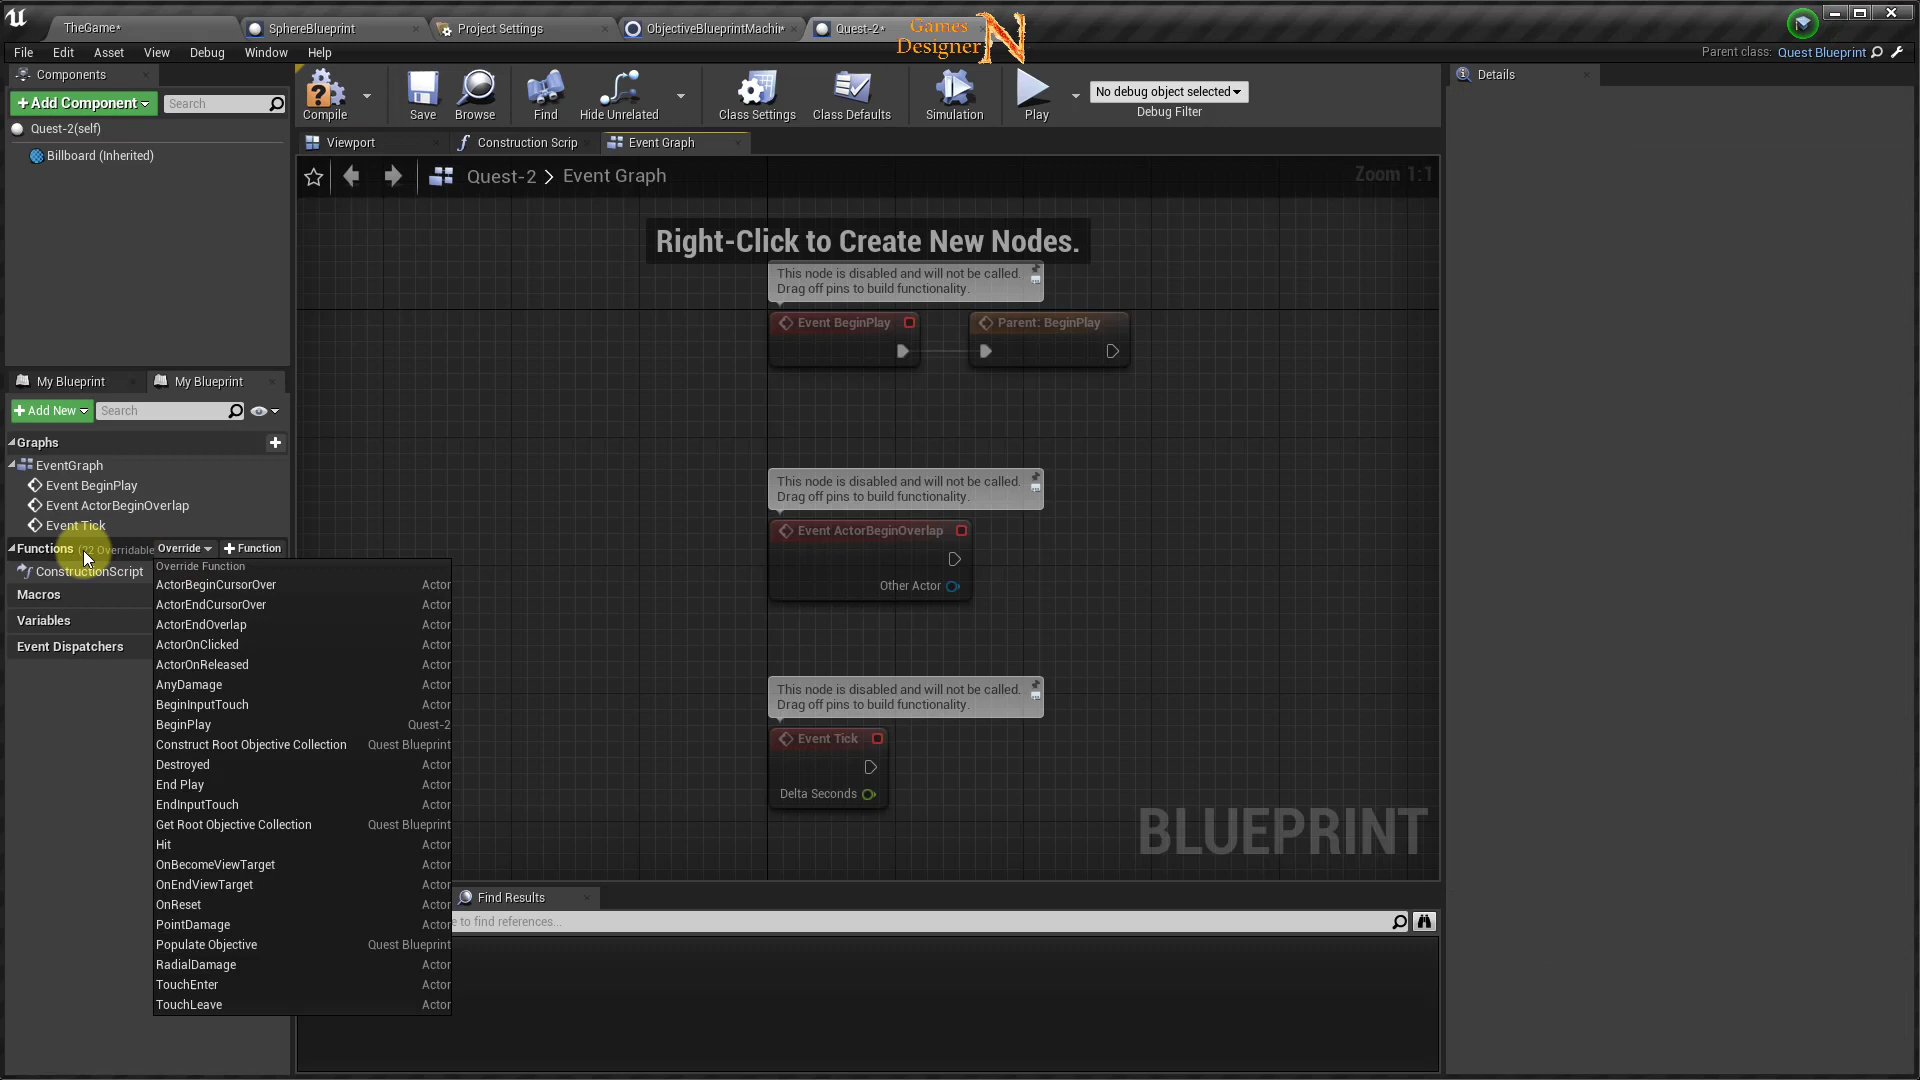 TheGame*
SphereBlueprint
Project Settings
ObjectiveBlueprintMachin*
Quest-2*
Games
Designer
N
File
Edit
Asset
View
Debug
Window
Help
Parent class:
Quest Blueprint
Components
+Add Component
Search
Quest-2(self)
Billboard (Inherited)
Compile
Save
Browse
Find
Hide Unrelated
Class Settings
Class Defaults
Simulation
Play
No debug object selected
Debug Filter
Details
Viewport
Construction Scrip
Event Graph
Quest-2 > Event Graph
Zoom 1:1
Right-Click to Create New Nodes.
This node is disabled and will not be called.
Drag off pins to build functionality.
Event BeginPlay
Parent: BeginPlay
This node is disabled and will not be called.
Drag off pins to build functionality.
Event ActorBeginOverlap
Other Actor
This node is disabled and will not be called.
Drag off pins to build functionality.
Event Tick
Delta Seconds
BLUEPRINT
My Blueprint
My Blueprint
+Add New
Search
Graphs
EventGraph
Event BeginPlay
Event ActorBeginOverlap
Event Tick
Functions (22 Overridable
Override
+Function
ConstructionScript
Macros
Variables
Event Dispatchers
Override Function
ActorBeginCursorOver Actor
ActorEndCursorOver Actor
ActorEndOverlap Actor
ActorOnClicked Actor
ActorOnReleased Actor
AnyDamage Actor
BeginInputTouch Actor
BeginPlay Quest-2
Construct Root Objective Collection Quest Blueprint
Destroyed Actor
End Play Actor
EndInputTouch Actor
Get Root Objective Collection Quest Blueprint
Hit Actor
OnBecomeViewTarget Actor
OnEndViewTarget Actor
OnReset Actor
PointDamage Actor
Populate Objective Quest Blueprint
RadialDamage Actor
TouchEnter Actor
TouchLeave Actor
Find Results
e to find references...